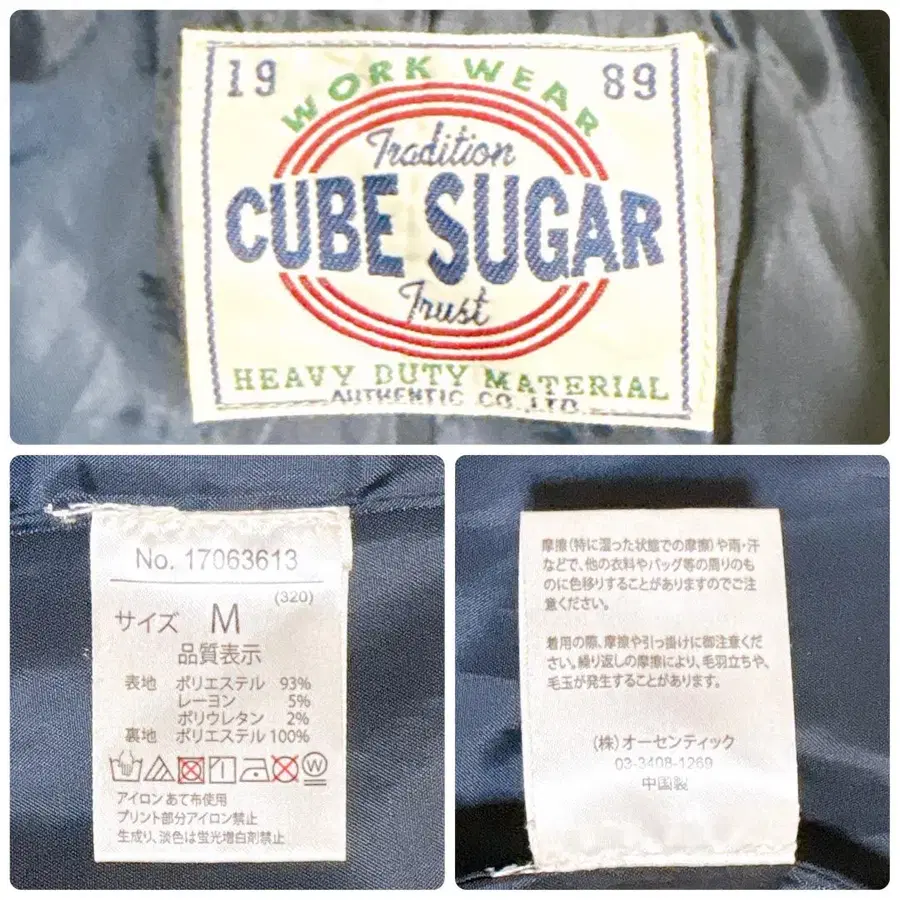 19 WORK WEAR 89
Tradition
CUBE SUGAR
Trust
HEAVY DUTY MATERIAL
AUTHENTIC CO.,LTD.
No. 17063613
(320)
サイズ M
品質表示
表地 ポリエステル 93%
レーヨン 5%
ポリウレタン 2%
裏地 ポリエステル 100%
アイロンあて布使用
プリント部分アイロン禁止
生成り、淡色は蛍光増白剤禁止
摩擦(特に湿った状態での摩擦)や雨・汗
などで、他の衣料やバッグ等の周りのも
のに色移りすることがありますのでご注
意ください。
着用の際、摩擦や引っ掛けに御注意くだ
さい。繰り返しの摩擦により、毛羽立ちや、
毛玉が発生することがあります。
(株)オーセンティック
03-3408-1269
中国製